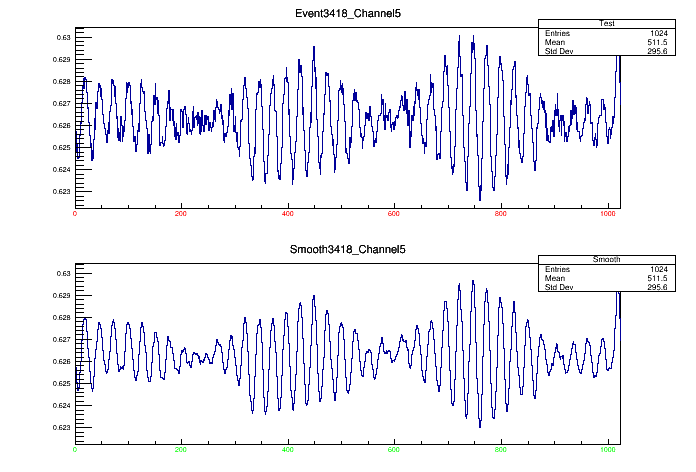 Event3418_Channel5
Test
Entries 1024
Mean 511.5
Std Dev 295.6
0.63
0.629
0.628
0.627
0.626
0.625
0.624
0.623
0 200 400 600 800 1000
Smooth3418_Channel5
Smooth
Entries 1024
Mean 511.5
Std Dev 295.6
0.63
0.629
0.628
0.627
0.626
0.625
0.624
0.623
0 200 400 600 800 1000